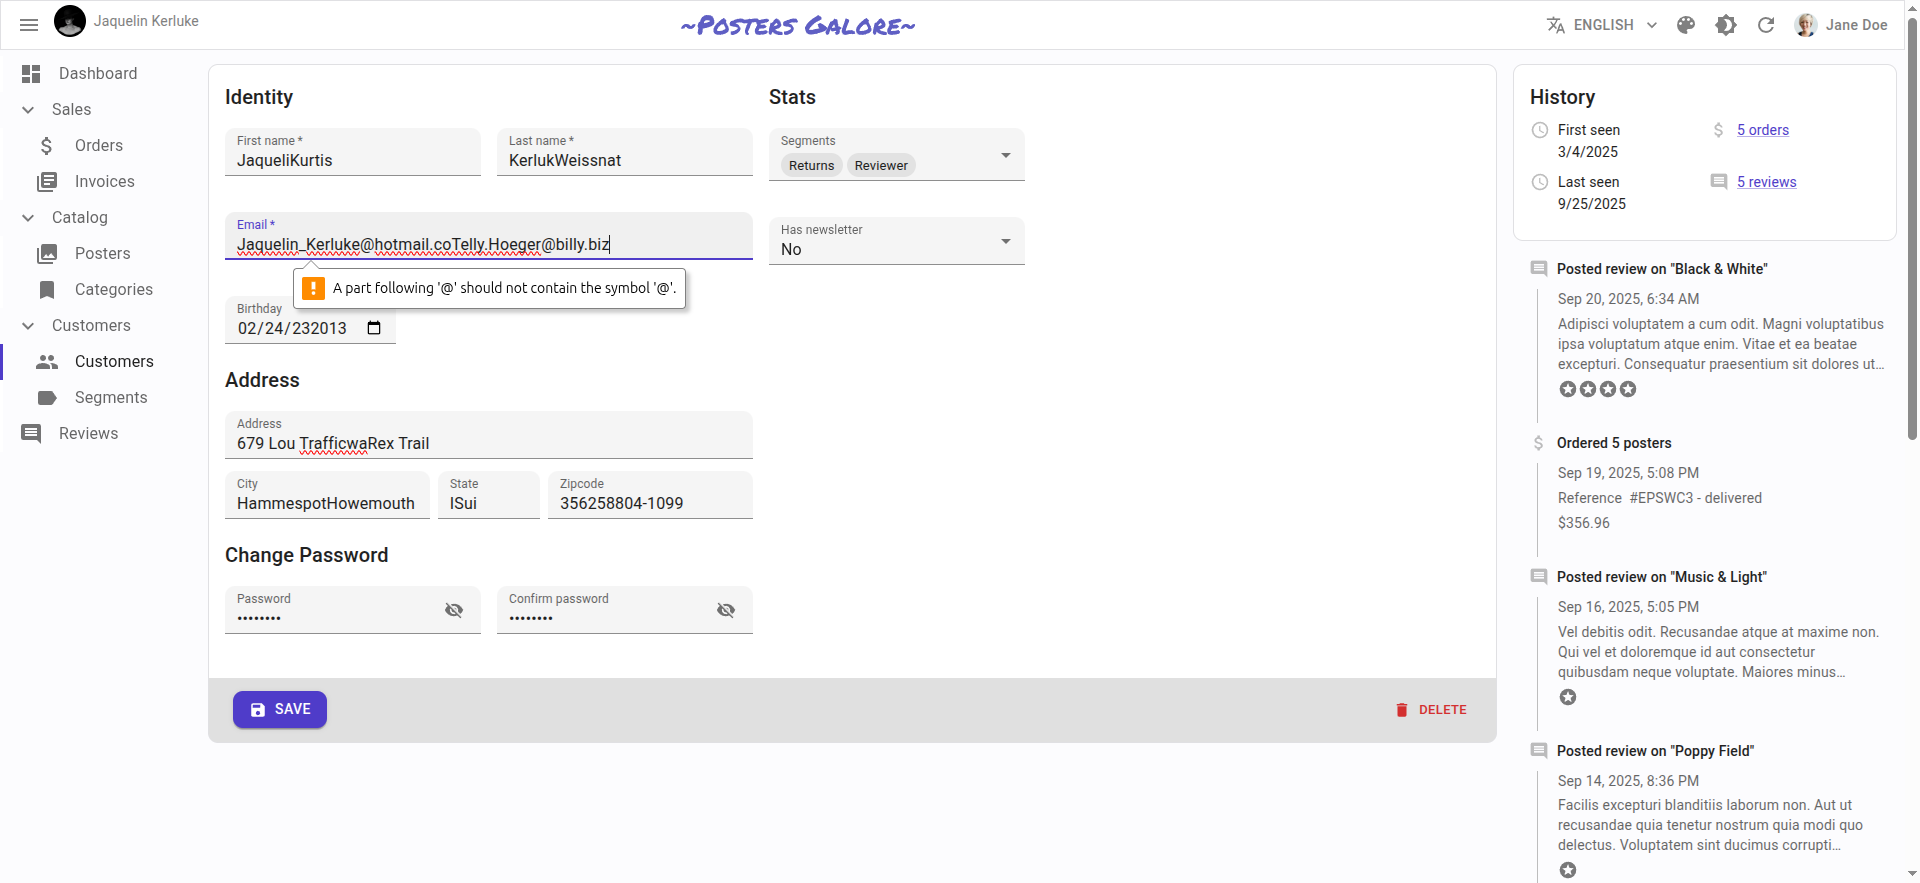 Jaquelin Kerluke
~Posters Galore~
ENGLISH
Jane Doe
Dashboard
Sales
Orders
Invoices
Catalog
Posters
Categories
Customers
Customers
Segments
Reviews
Identity
First name *
JaqueliKurtis
Last name *
KerlukWeissnat
Email *
Jaquelin_Kerluke@hotmail.coTelly.Hoeger@billy.biz
A part following '@' should not contain the symbol '@'.
Birthday
02/24/232013
Stats
Segments
Returns Reviewer
Has newsletter
No
Address
Address
679 Lou TrafficwaRex Trail
City
HammespotHowemouth
State
ISui
Zipcode
356258804-1099
Change Password
Password
••••••••
Confirm password
••••••••
SAVE
DELETE
History
First seen
3/4/2025
5 orders
Last seen
9/25/2025
5 reviews
Posted review on "Black & White"
Sep 20, 2025, 6:34 AM
Adipisci voluptatem a cum odit. Magni voluptatibus
ipsa voluptatum atque enim. Vitae et ea beatae
excepturi. Consequatur praesentium sit dolores ut…
Ordered 5 posters
Sep 19, 2025, 5:08 PM
Reference #EPSWC3 - delivered
$356.96
Posted review on "Music & Light"
Sep 16, 2025, 5:05 PM
Vel debitis odit. Recusandae atque at maxime non.
Qui vel et doloremque id aut consectetur
quibusdam neque voluptate. Maiores minus…
Posted review on "Poppy Field"
Sep 14, 2025, 8:36 PM
Facilis excepturi blanditiis laborum non. Aut ut
recusandae quia tenetur nostrum quia modi quo
delectus. Voluptatem sint ducimus corrupti…